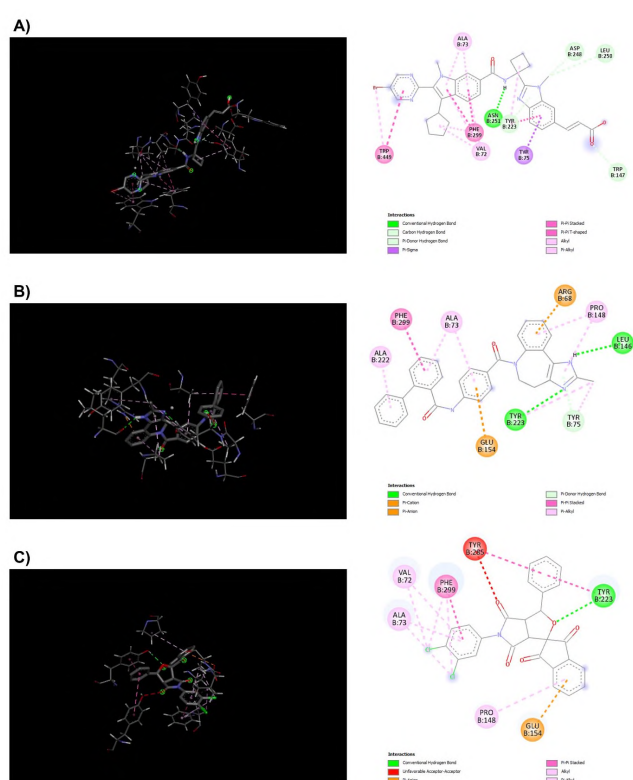 A)
ALA
B:73
ASP
B:246
LEU
B:250
ASN
B:251
TYR
B:223
PHE
B:299
VAL
B:72
TYR
B:75
TRP
B:449
TRP
B:147
Interactions
Conventional Hydrogen Bond
Carbon Hydrogen Bond
Pi-Donor Hydrogen Bond
Pi-Sigma
Pi-Pi Stacked
Pi-Pi T-shaped
Alkyl
Pi-Alkyl
B)
ARG
B:68
PRO
B:148
PHE
B:299
ALA
B:73
LEU
B:146
ALA
B:222
TYR
B:223
TYR
B:75
GLU
B:154
Interactions
Conventional Hydrogen Bond
Pi-Cation
Pi-Anion
Pi-Donor Hydrogen Bond
Pi-Pi Stacked
Pi-Alkyl
C)
TYR
B:285
VAL
B:72
PHE
B:299
TYR
B:223
ALA
B:73
PRO
B:148
GLU
B:154
Interactions
Conventional Hydrogen Bond
Unfavorable Acceptor-Acceptor
Pi-Pi Stacked
Alkyl